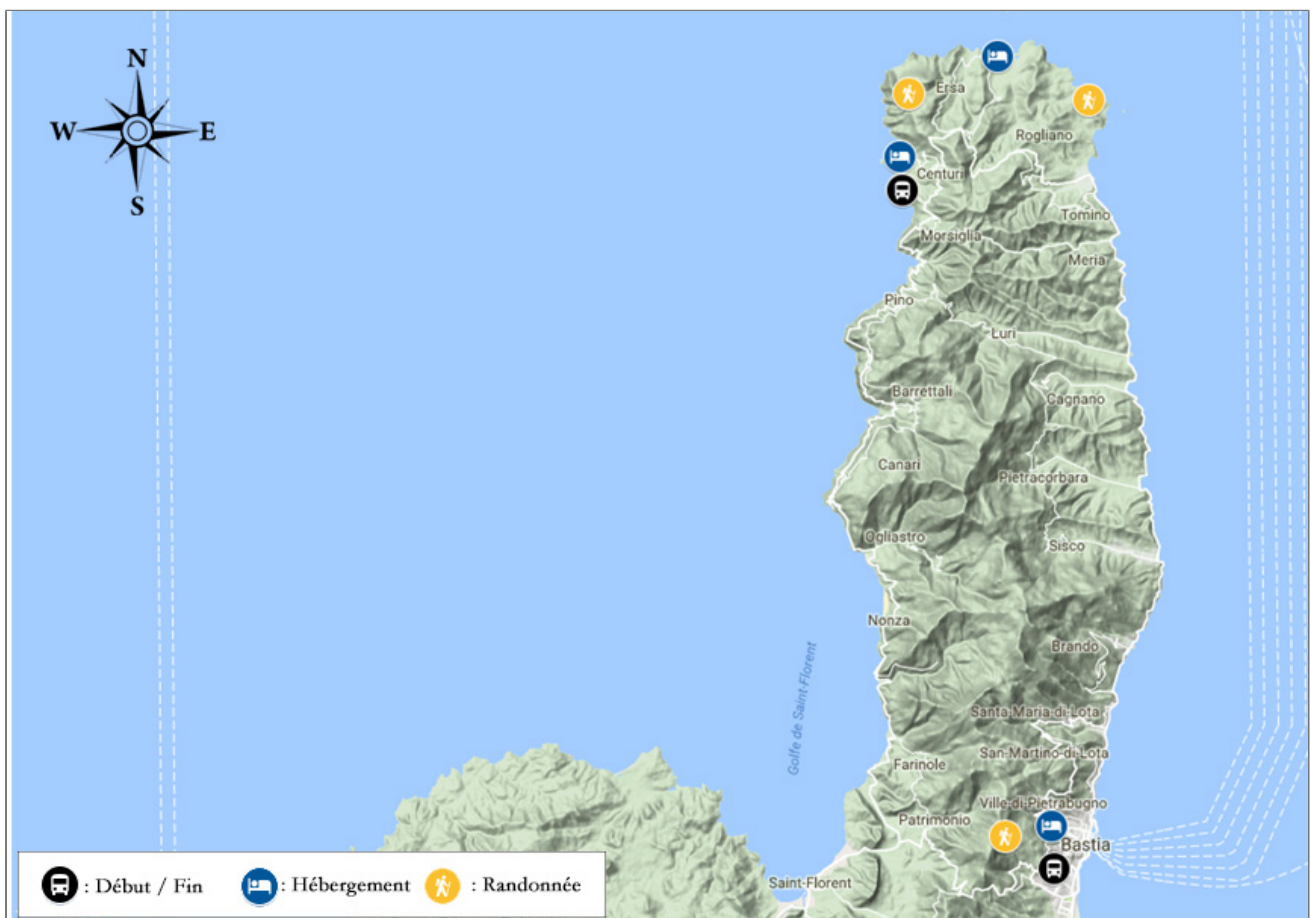 N
W E
S
Ersa
Rogliano
Centuri
Tomino
Morsiglia
Meria
Pino
Luri
Barrettali
Cagnano
Canari
Pietracorbara
Ogliastro
Sisco
Nonza
Brando
Golfe de Saint-Florent
Santa-Maria-di-Lota
San-Martino-di-Lota
Farinole
Ville-di-Pietrabugno
Patrimonio
Bastia
Saint-Florent
: Début / Fin : Hébergement : Randonnée